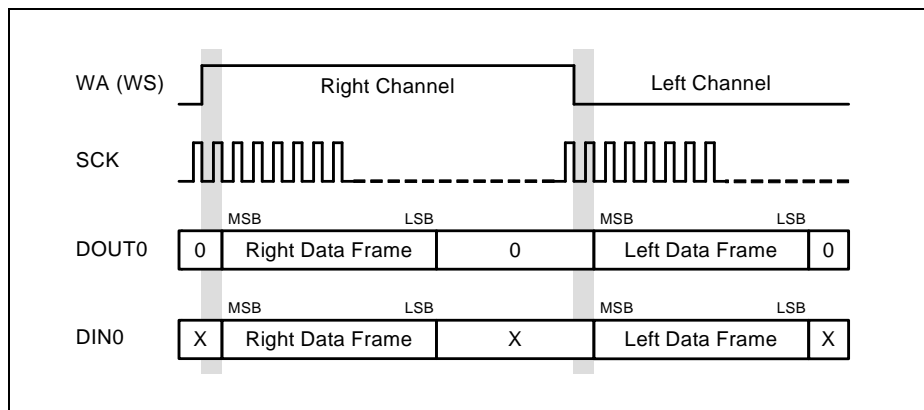 WA (WS) Right Channel Left Channel
SCK
MSB LSB MSB LSB
DOUT0 0 Right Data Frame 0 Left Data Frame 0
MSB LSB MSB LSB
DIN0 X Right Data Frame X Left Data Frame X